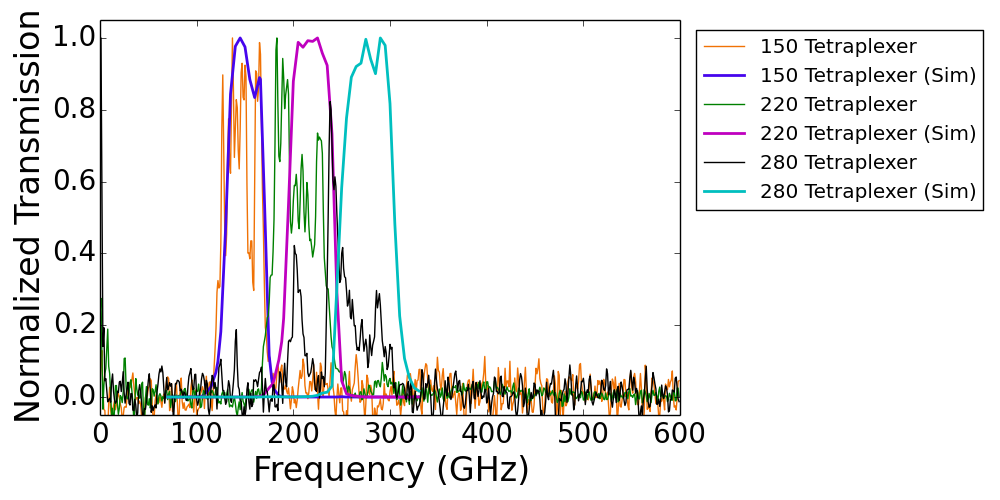 Normalized Transmission
1.0
0.8
0.6
0.4
0.2
0.0
0 100 200 300 400 500 600
Frequency (GHz)
150 Tetraplexer
150 Tetraplexer (Sim)
220 Tetraplexer
220 Tetraplexer (Sim)
280 Tetraplexer
280 Tetraplexer (Sim)